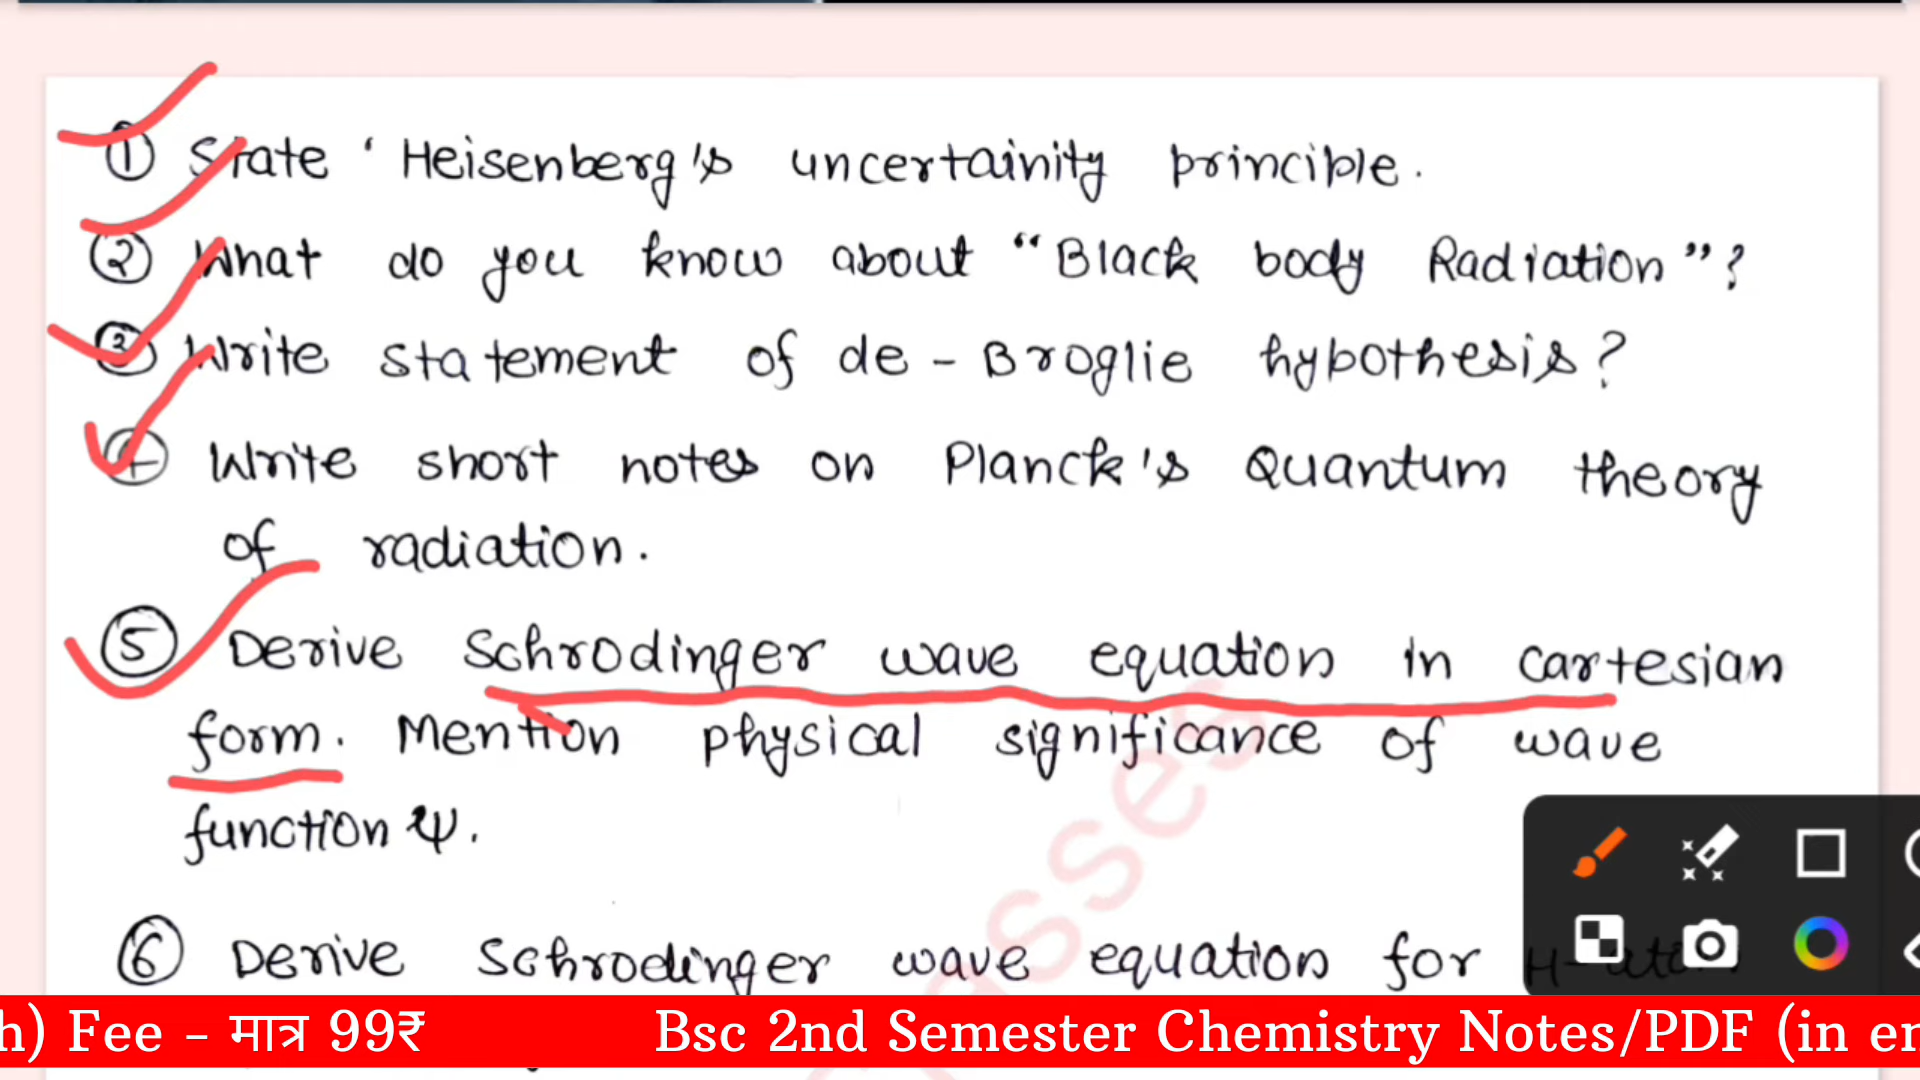 ① State ' Heisenberg's uncertainity principle.
② What do you know about "Black body Radiation"?
③ Write statement of de - Broglie hypothesis?
④ Write short notes on Planck's Quantum theory
of radiation.
⑤ Derive Schrodinger wave equation in cartesian
form. Mention physical significance of wave
function Ψ.
⑥ Derive Schrodinger wave equation for H-atom
asses
h) Fee - मात्र 99₹ Bsc 2nd Semester Chemistry Notes/PDF (in en